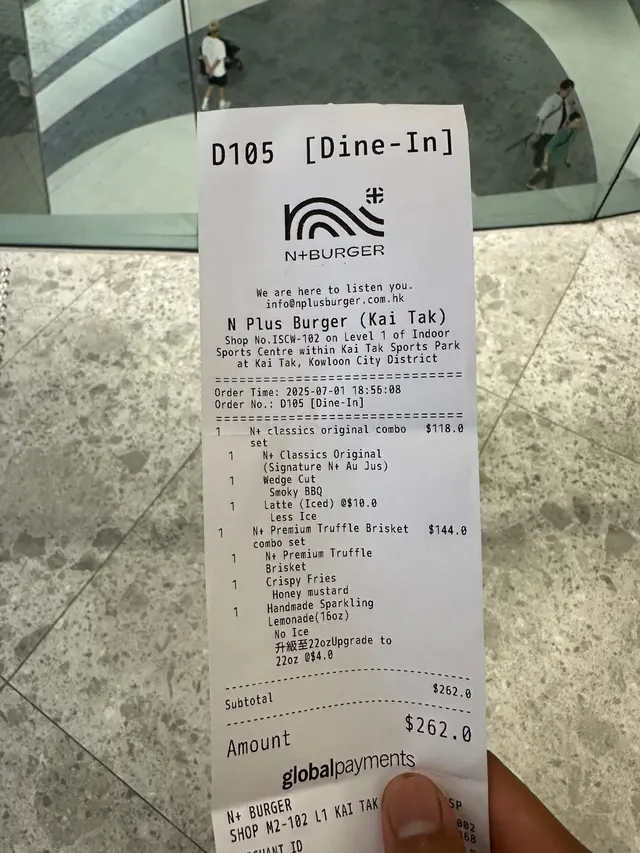 D105 [Dine-In]
N+BURGER
We are here to listen you.
info@nplusburger.com.hk
N Plus Burger (Kai Tak)
Shop No.ISCW-102 on Level 1 of Indoor
Sports Centre within Kai Tak Sports Park
at Kai Tak, Kowloon City District
========================================
Order Time: 2025-07-01 18:56:08
Order No.: D105 [Dine-In]
========================================
1 N+ classics original combo $118.0
set
1 N+ Classics Original
(Signature N+ Au Jus)
1 Wedge Cut
Smoky BBQ
1 Latte (Iced) @$10.0
Less Ice
1 N+ Premium Truffle Brisket $144.0
combo set
1 N+ Premium Truffle
Brisket
1 Crispy Fries
Honey mustard
1 Handmade Sparkling
Lemonade(16oz)
No Ice
升級至22ozUpgrade to
22oz @$4.0
----------------------------------------
Subtotal $262.0
----------------------------------------
Amount $262.0
globalpayments
N+ BURGER
SHOP M2-102 L1 KAI TAK SP
002
68
CHANT ID